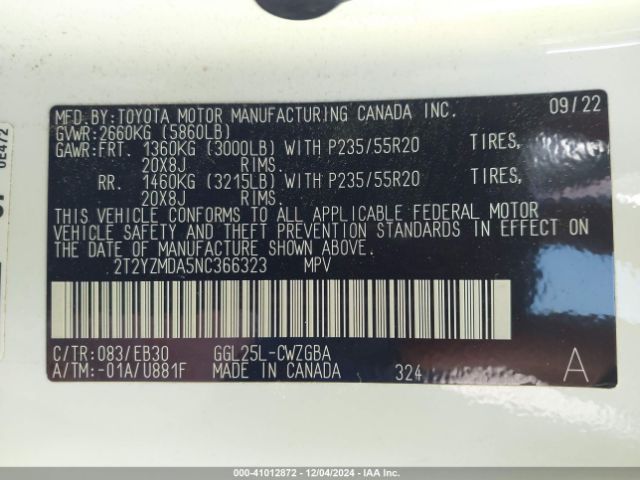 MFD.BY:TOYOTA MOTOR MANUFACTURING CANADA INC. 09/22
GVWR:2660KG (5860LB)
GAWR:FRT. 1360KG (3000LB) WITH P235/55R20 TIRES,
20X8J RIMS.
RR. 1460KG (3215LB) WITH P235/55R20 TIRES,
20X8J RIMS.
THIS VEHICLE CONFORMS TO ALL APPLICABLE FEDERAL MOTOR
VEHICLE SAFETY AND THEFT PREVENTION STANDARDS IN EFFECT ON
THE DATE OF MANUFACTURE SHOWN ABOVE.
2T2YZMDA5NC366323 MPV
C/TR:083/EB30 GGL25L-CWZGBA
A/TM:-01A/U881F MADE IN CANADA 324 A
0E472
000-41012872 - 12/04/2024 - IAA Inc.